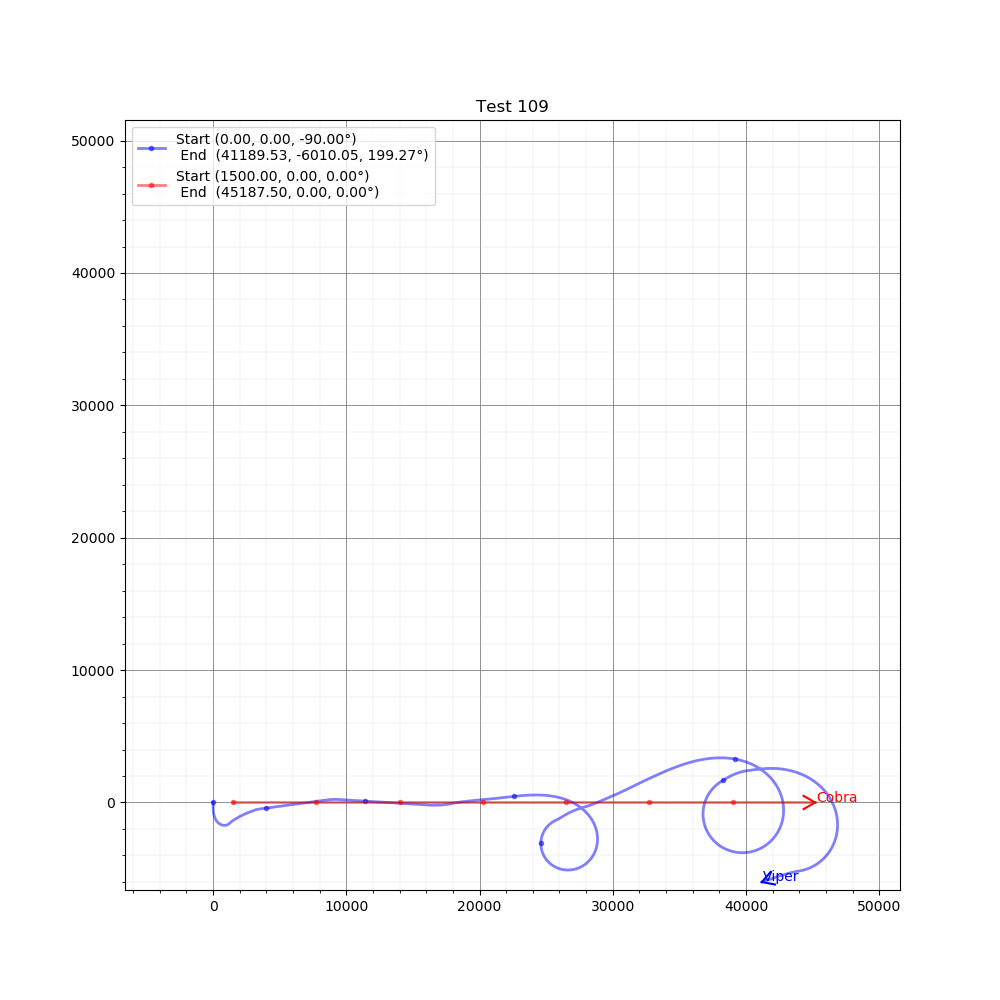 Test 109
Start (0.00, 0.00, -90.00°)
End (41189.53, -6010.05, 199.27°)
Start (1500.00, 0.00, 0.00°)
End (45187.50, 0.00, 0.00°)
50000
40000
30000
20000
10000
0
Cobra
Viper
0 10000 20000 30000 40000 50000